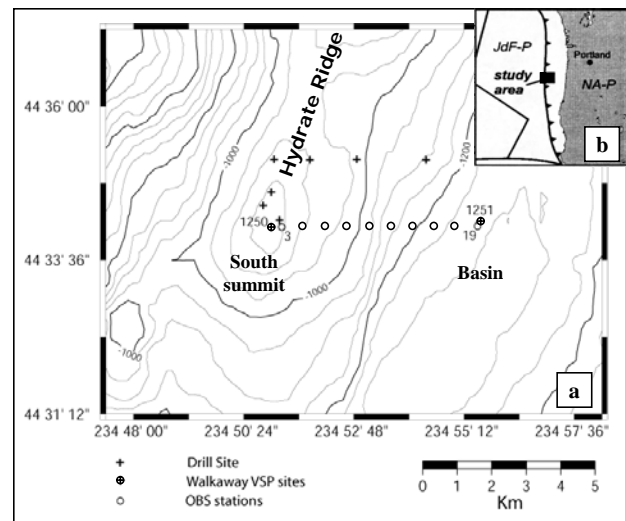 JdF-P
Portland
study
area
NA-P
b
44 36' 00"
Hydrate Ridge
-1000
-1200
1250
3
1251
19
44 33' 36"
South
summit
Basin
-1000
-1000
a
44 31' 12"
234 48' 00"
234 50' 24"
234 52' 48"
234 55' 12"
234 57' 36"
Drill Site
Walkaway VSP sites
OBS stations
0
1
2
3
4
5
Km